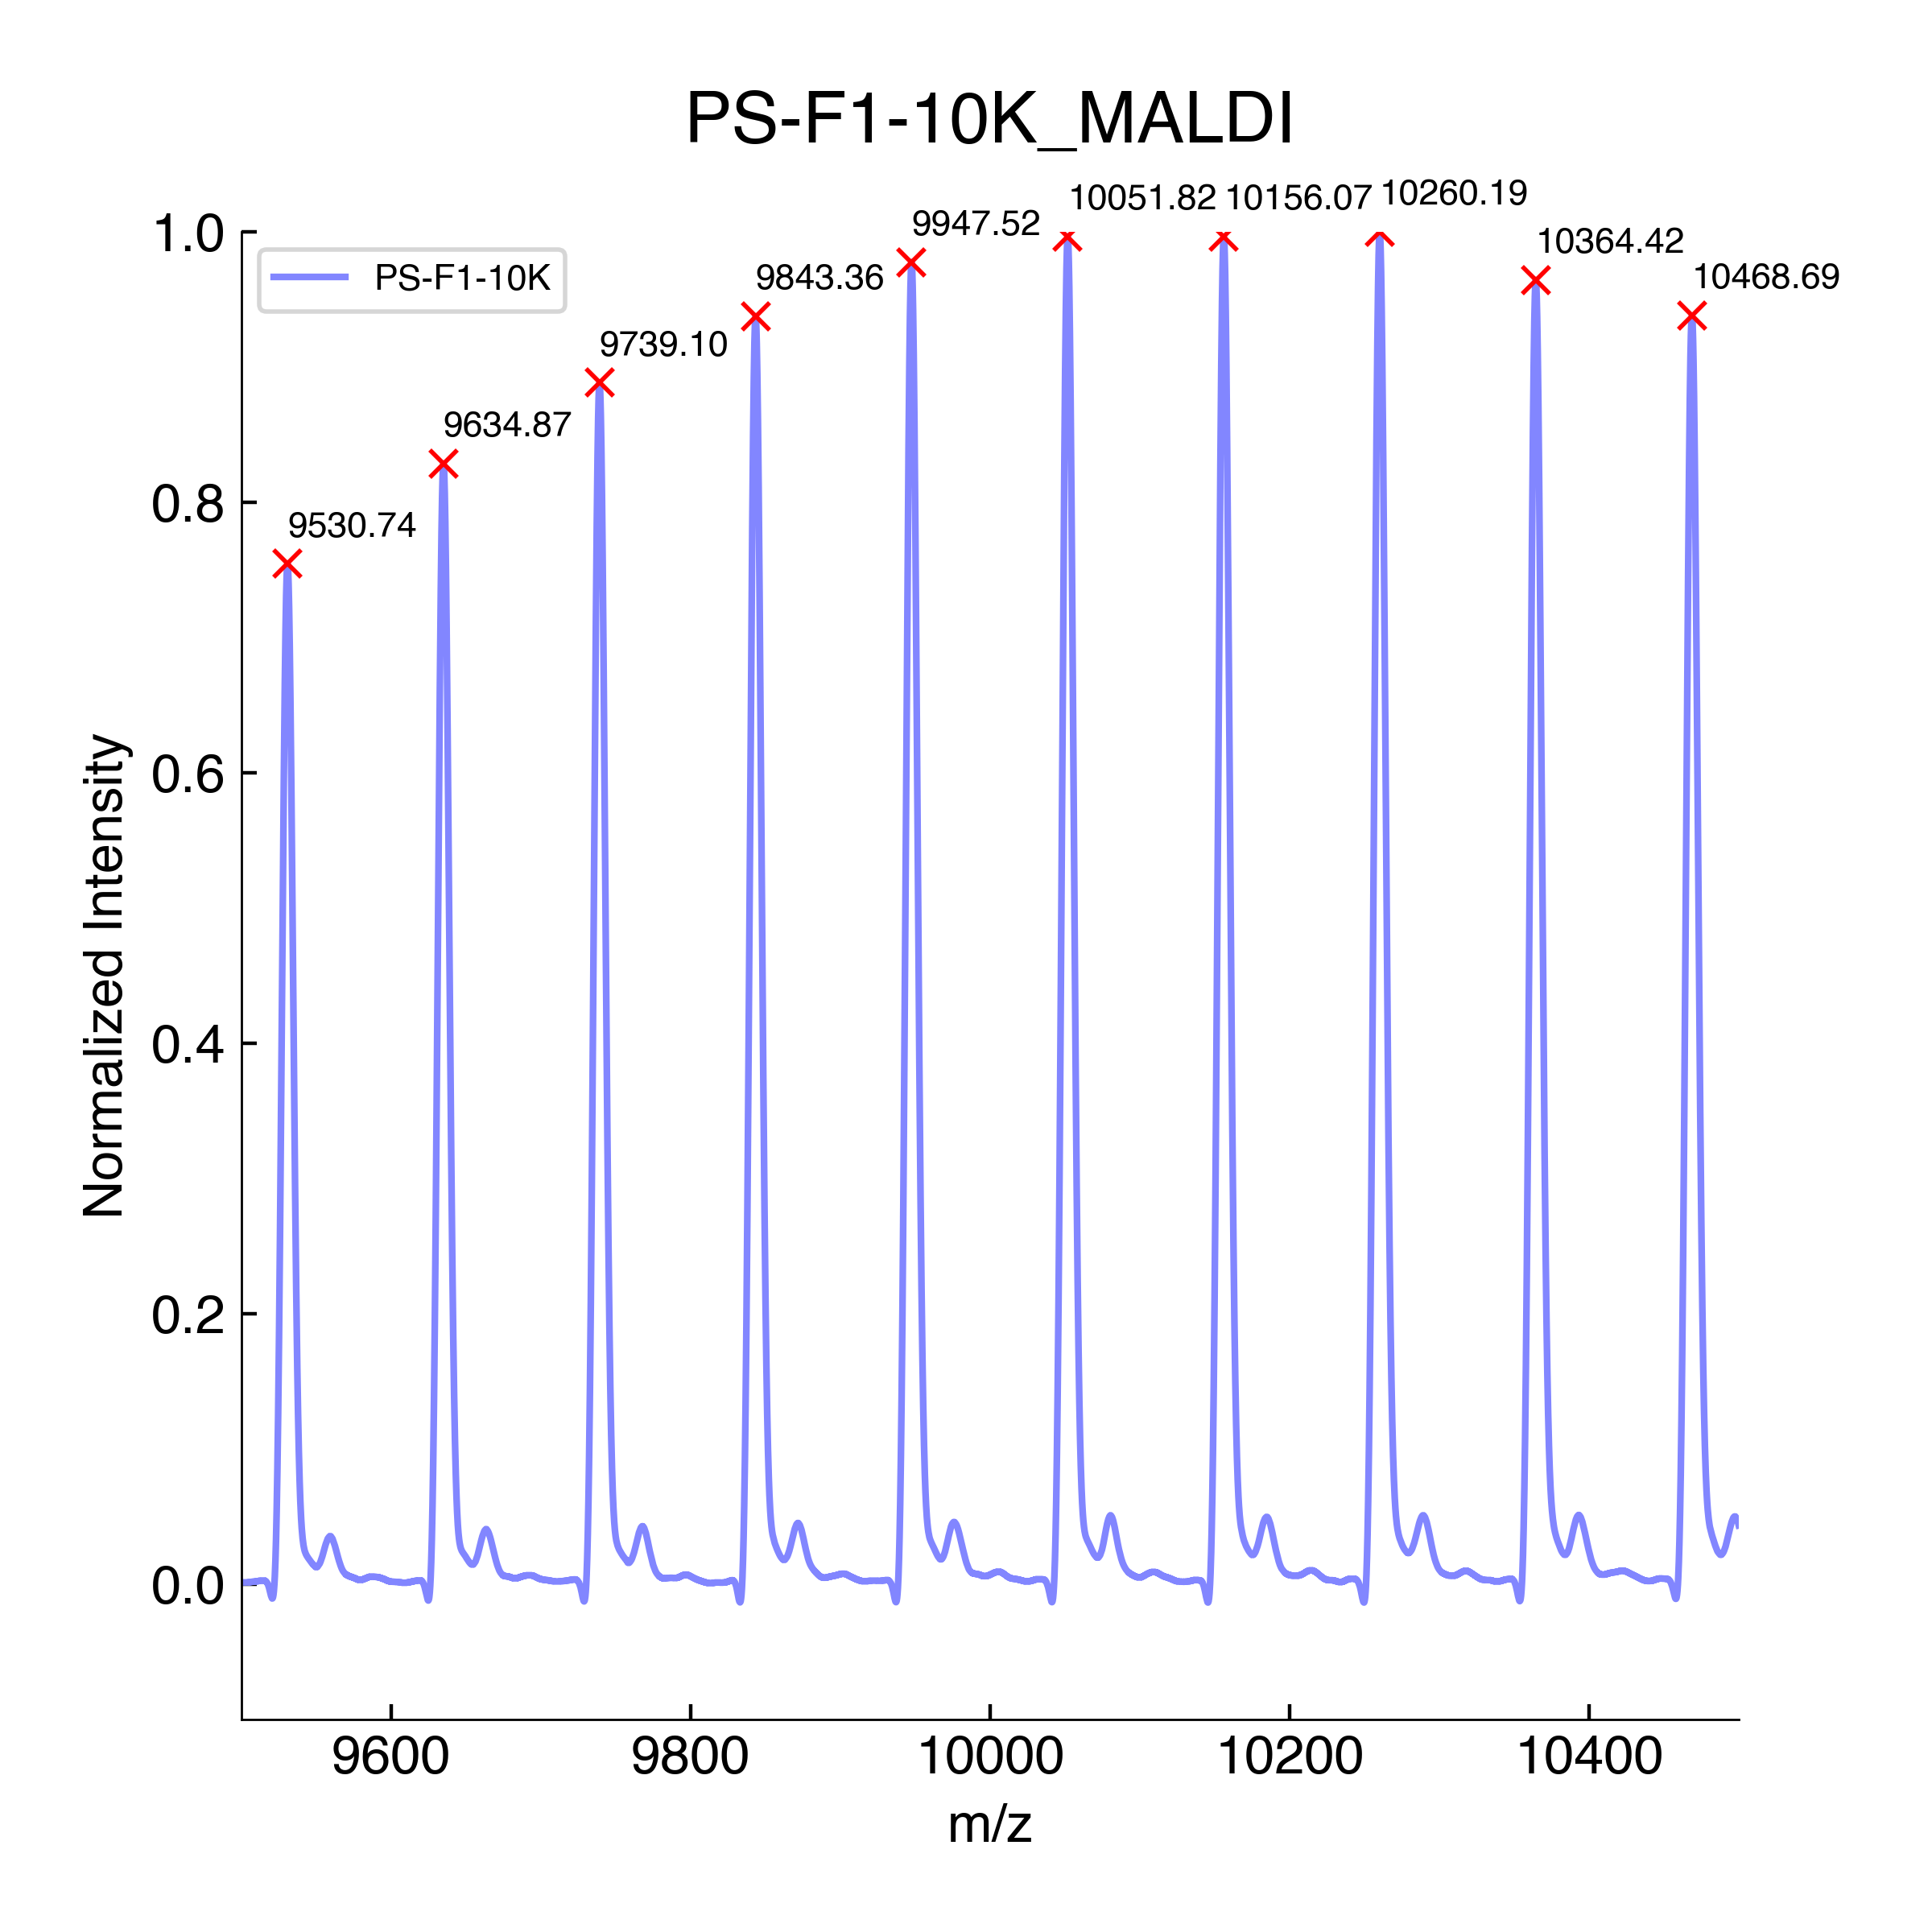 PS-F1-10K_MALDI
10051.82 10156.07 10260.19
9947.52
10364.42
9843.36
10468.69
9739.10
9634.87
9530.74
PS-F1-10K
1.0
0.8
0.6
0.4
0.2
0.0
Normalized Intensity
9600 9800 10000 10200 10400
m/z